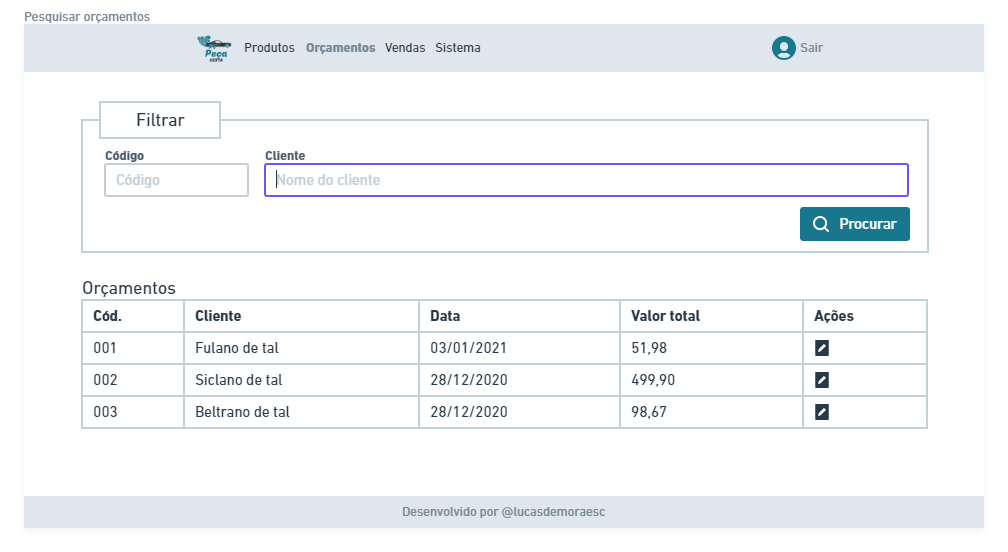 Pesquisar orçamentos
Peça
certa
Produtos Orçamentos Vendas Sistema
Sair
Filtrar
Código Cliente
Código Nome do cliente
Procurar
Orçamentos
Cód. Cliente Data Valor total Ações
001 Fulano de tal 03/01/2021 51,98
002 Siclano de tal 28/12/2020 499,90
003 Beltrano de tal 28/12/2020 98,67
Desenvolvido por @lucasdemoraesc